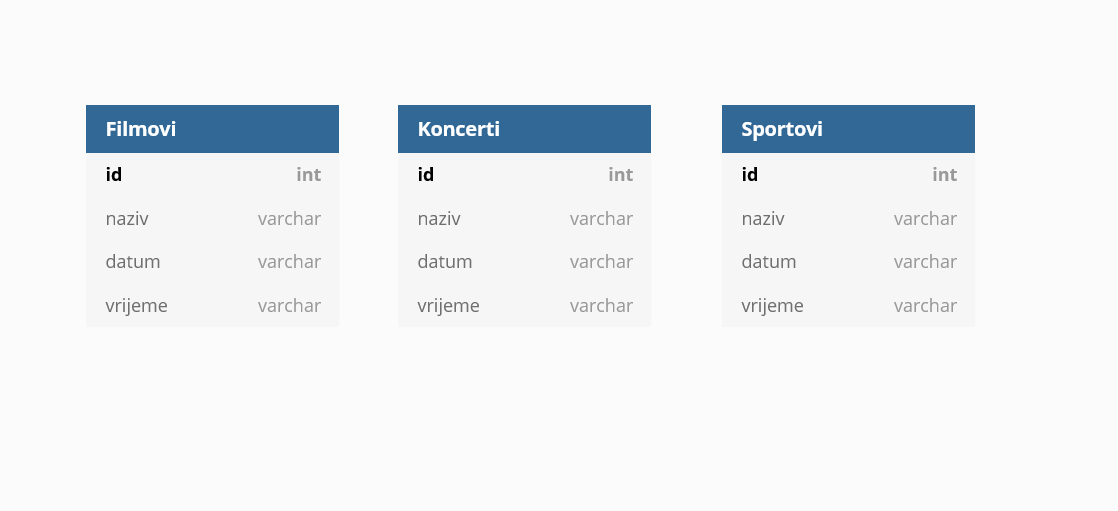 Filmovi
id int
naziv varchar
datum varchar
vrijeme varchar
Koncerti
id int
naziv varchar
datum varchar
vrijeme varchar
Sportovi
id int
naziv varchar
datum varchar
vrijeme varchar